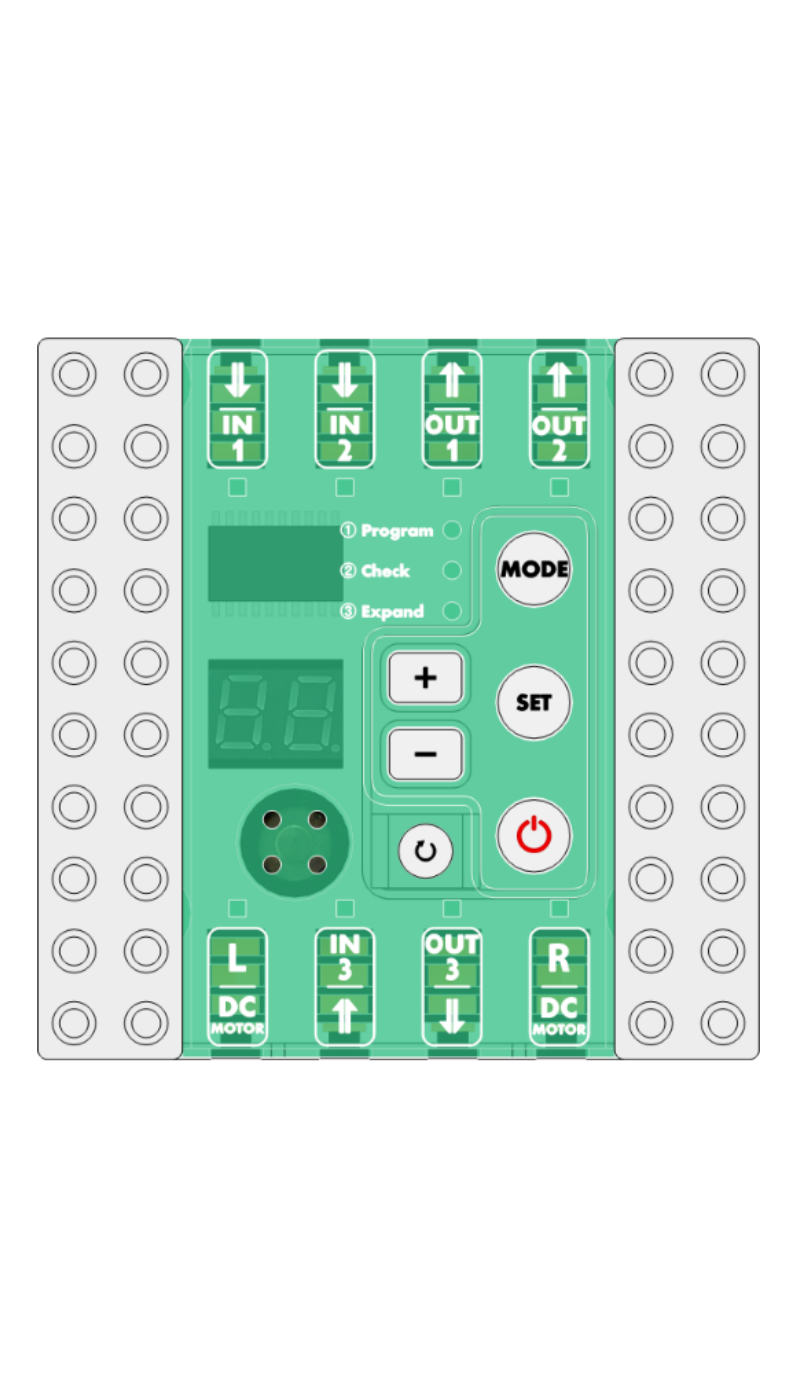 IN
1
IN
2
OUT
1
OUT
2
① Program
② Check
③ Expand
MODE
+
SET
−
L
DC
MOTOR
IN
3
OUT
3
R
DC
MOTOR